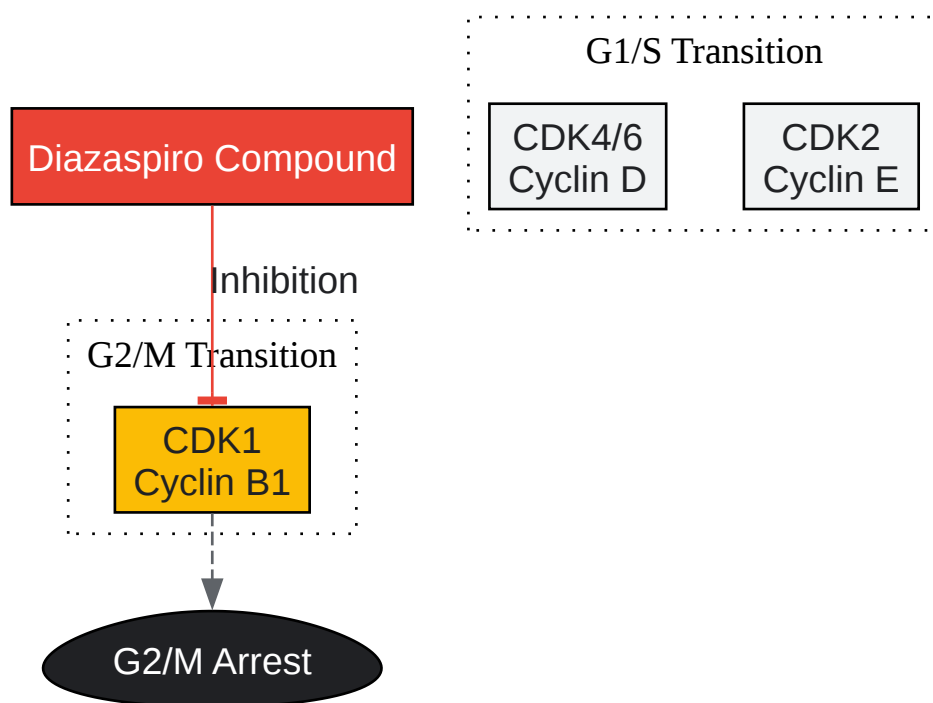 G1/S Transition
CDK4/6
Cyclin D
CDK2
Cyclin E
Diazaspiro Compound
Inhibition
G2/M Transition
CDK1
Cyclin B1
G2/M Arrest